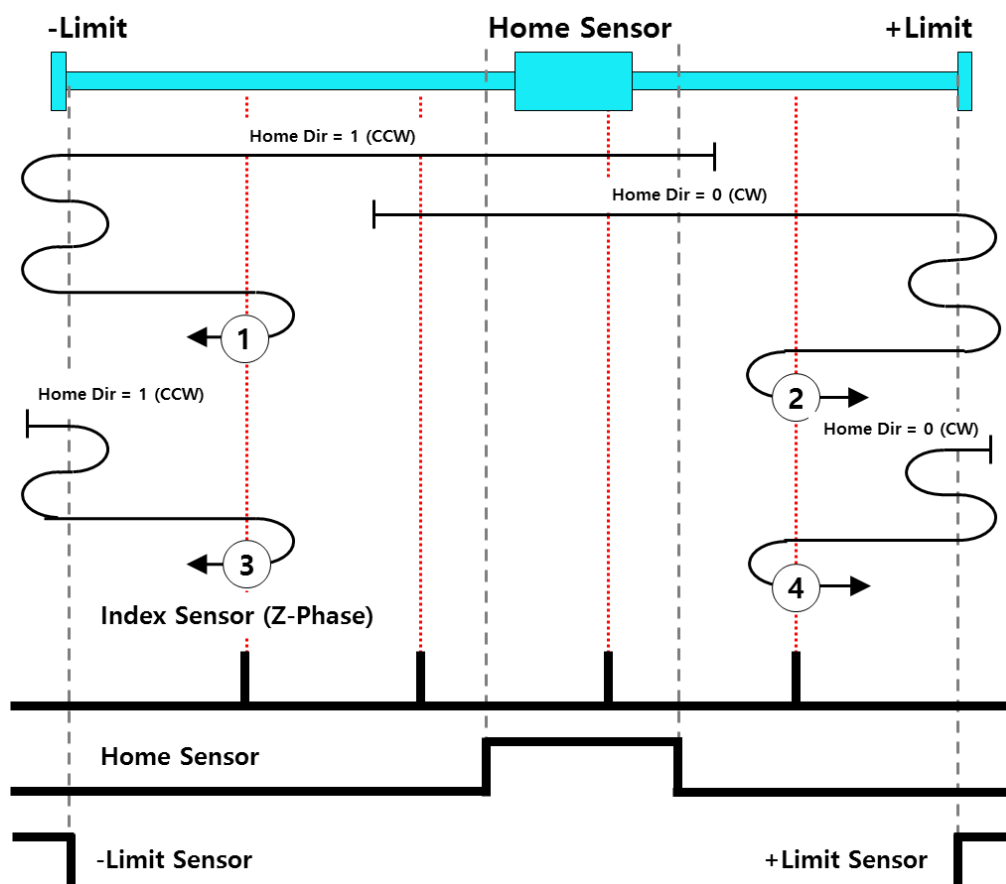 -Limit
Home Sensor
+Limit
Home Dir = 1 (CCW)
Home Dir = 0 (CW)
1
Home Dir = 1 (CCW)
2
Home Dir = 0 (CW)
3
4
Index Sensor (Z-Phase)
Home Sensor
-Limit Sensor
+Limit Sensor